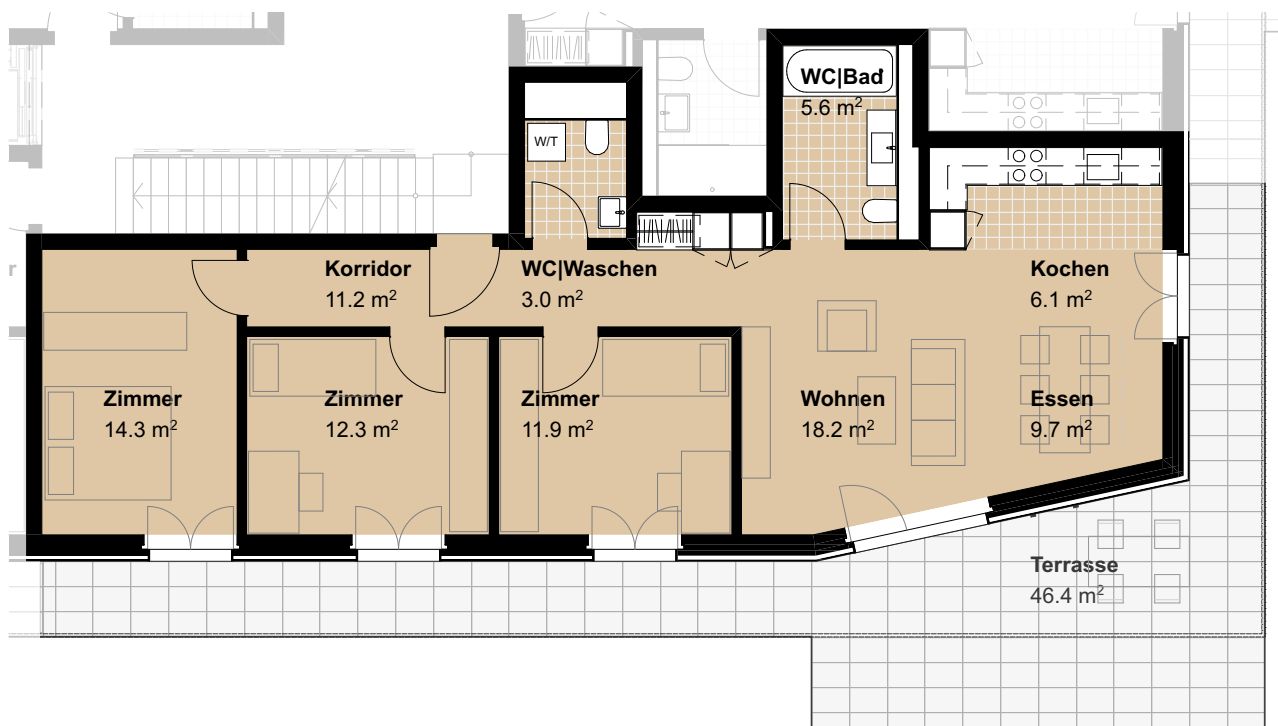 WC|Bad
5.6 m²
W/T
Korridor
11.2 m²
WC|Waschen
3.0 m²
Kochen
6.1 m²
Zimmer
14.3 m²
Zimmer
12.3 m²
Zimmer
11.9 m²
Wohnen
18.2 m²
Essen
9.7 m²
Terrasse
46.4 m²